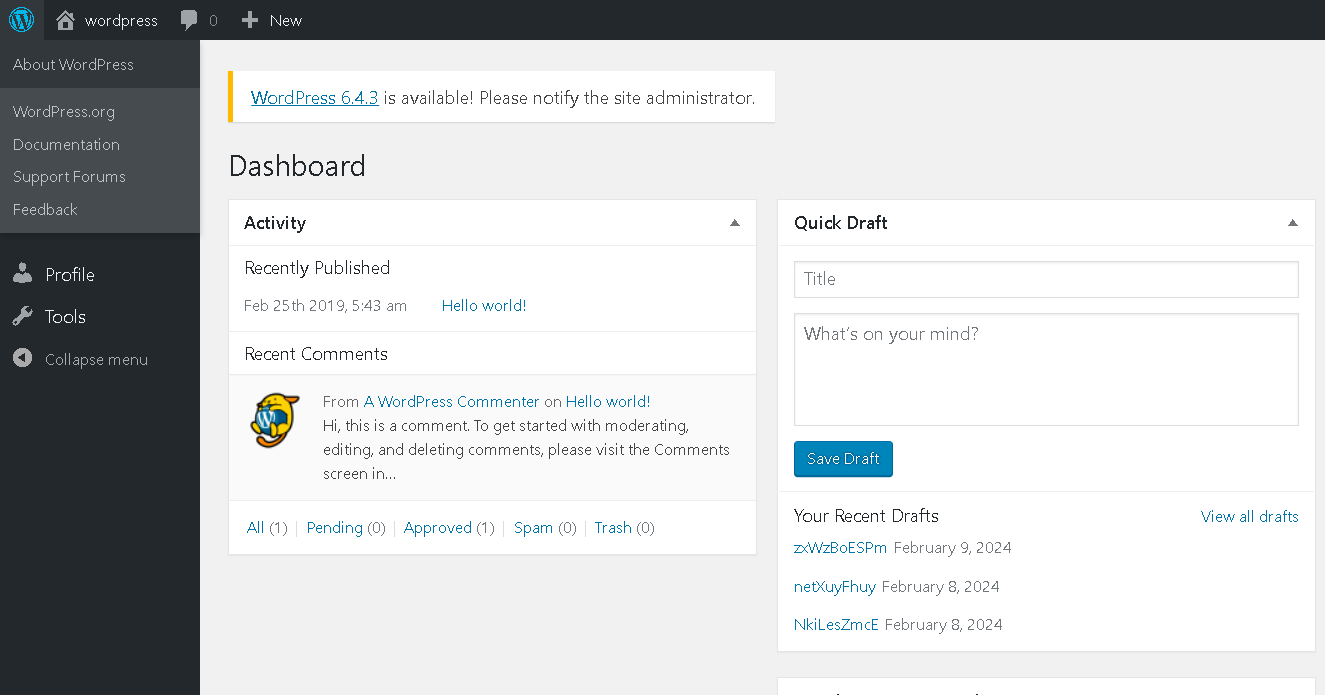 wordpress 0 New
About WordPress
WordPress.org
Documentation
Support Forums
Feedback
Profile
Tools
Collapse menu
WordPress 6.4.3 is available! Please notify the site administrator.
Dashboard
Activity
Recently Published
Feb 25th 2019, 5:43 am Hello world!
Recent Comments
From A WordPress Commenter on Hello world!
Hi, this is a comment. To get started with moderating,
editing, and deleting comments, please visit the Comments
screen in…
All (1) | Pending (0) | Approved (1) | Spam (0) | Trash (0)
Quick Draft
Title
What's on your mind?
Save Draft
Your Recent Drafts View all drafts
zxWzBoESPm February 9, 2024
netXuyFhuy February 8, 2024
NkiLesZmcE February 8, 2024